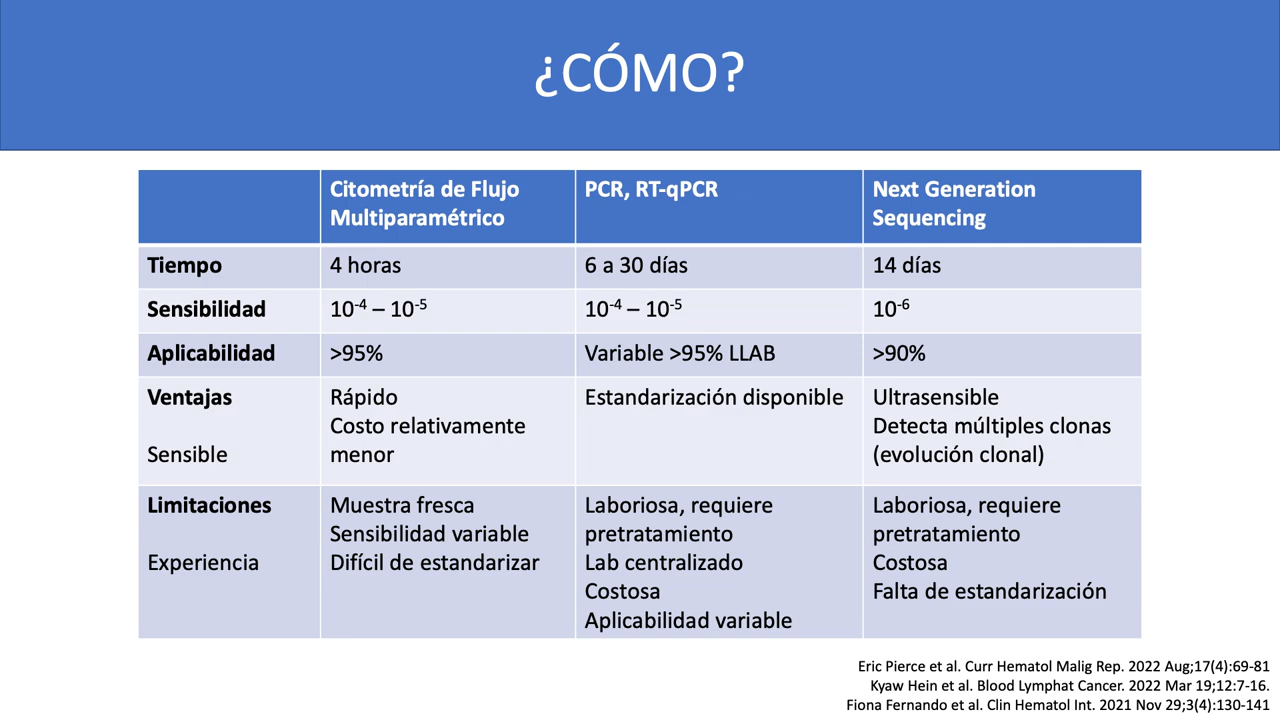 ¿CÓMO?
Citometría de Flujo
Multiparamétrico
PCR, RT-qPCR
Next Generation
Sequencing
Tiempo
4 horas
6 a 30 días
14 días
Sensibilidad
10⁻⁴ – 10⁻⁵
10⁻⁴ – 10⁻⁵
10⁻⁶
Aplicabilidad
>95%
Variable >95% LLAB
>90%
Ventajas
Sensible
Rápido
Costo relativamente
menor
Estandarización disponible
Ultrasensible
Detecta múltiples clonas
(evolución clonal)
Limitaciones
Experiencia
Muestra fresca
Sensibilidad variable
Difícil de estandarizar
Laboriosa, requiere
pretratamiento
Lab centralizado
Costosa
Aplicabilidad variable
Laboriosa, requiere
pretratamiento
Costosa
Falta de estandarización
Eric Pierce et al. Curr Hematol Malig Rep. 2022 Aug;17(4):69-81
Kyaw Hein et al. Blood Lymphat Cancer. 2022 Mar 19;12:7-16.
Fiona Fernando et al. Clin Hematol Int. 2021 Nov 29;3(4):130-141